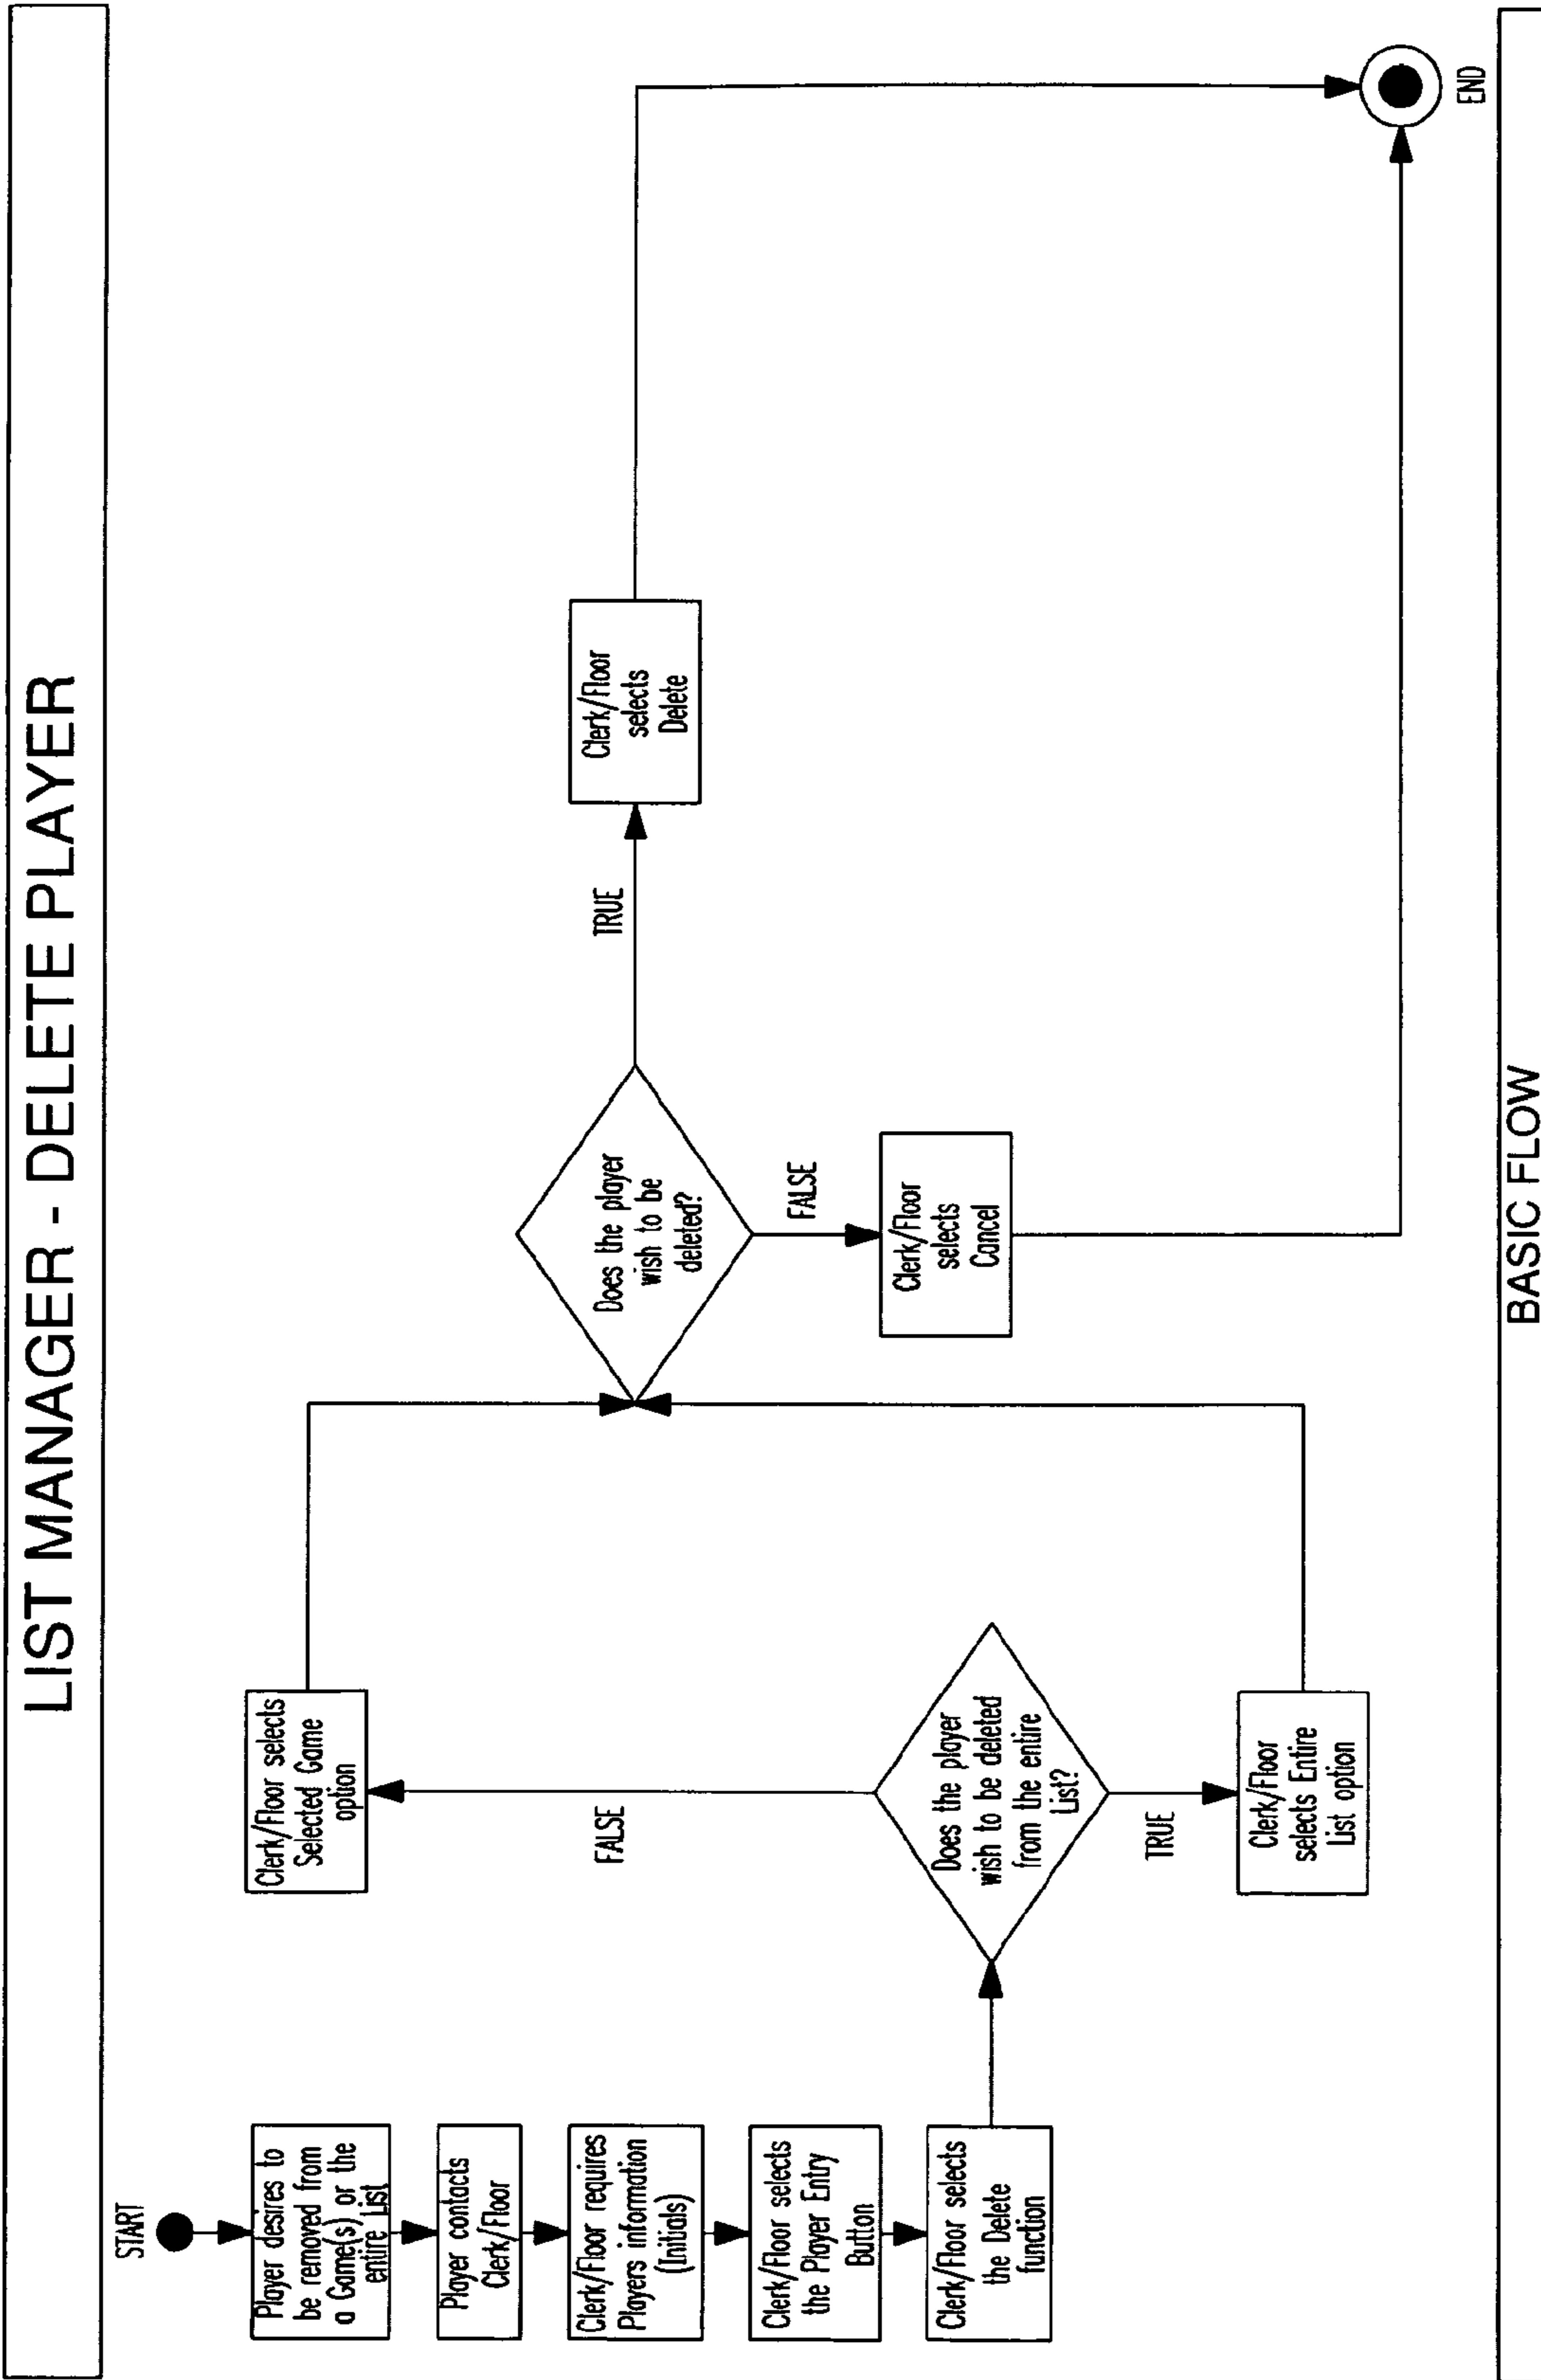 LIST MANAGER - DELETE PLAYER
START
Player desires to
be removed from
a Game(s) or the
entire List
Player contacts
Clerk/Floor
Clerk/Floor requires
Players information
(Initials)
Clerk/Floor selects
the Player Entry
Button
Clerk/Floor selects
the Delete
function
Does the player
wish to be deleted
from the entire
List?
FALSE
Clerk/Floor selects
Selected Game
option
TRUE
Clerk/Floor
selects Entire
List option
Does the player
wish to be
deleted?
FALSE
Clerk/Floor
selects
Cancel
TRUE
Clerk/Floor
selects
Delete
END
BASIC FLOW